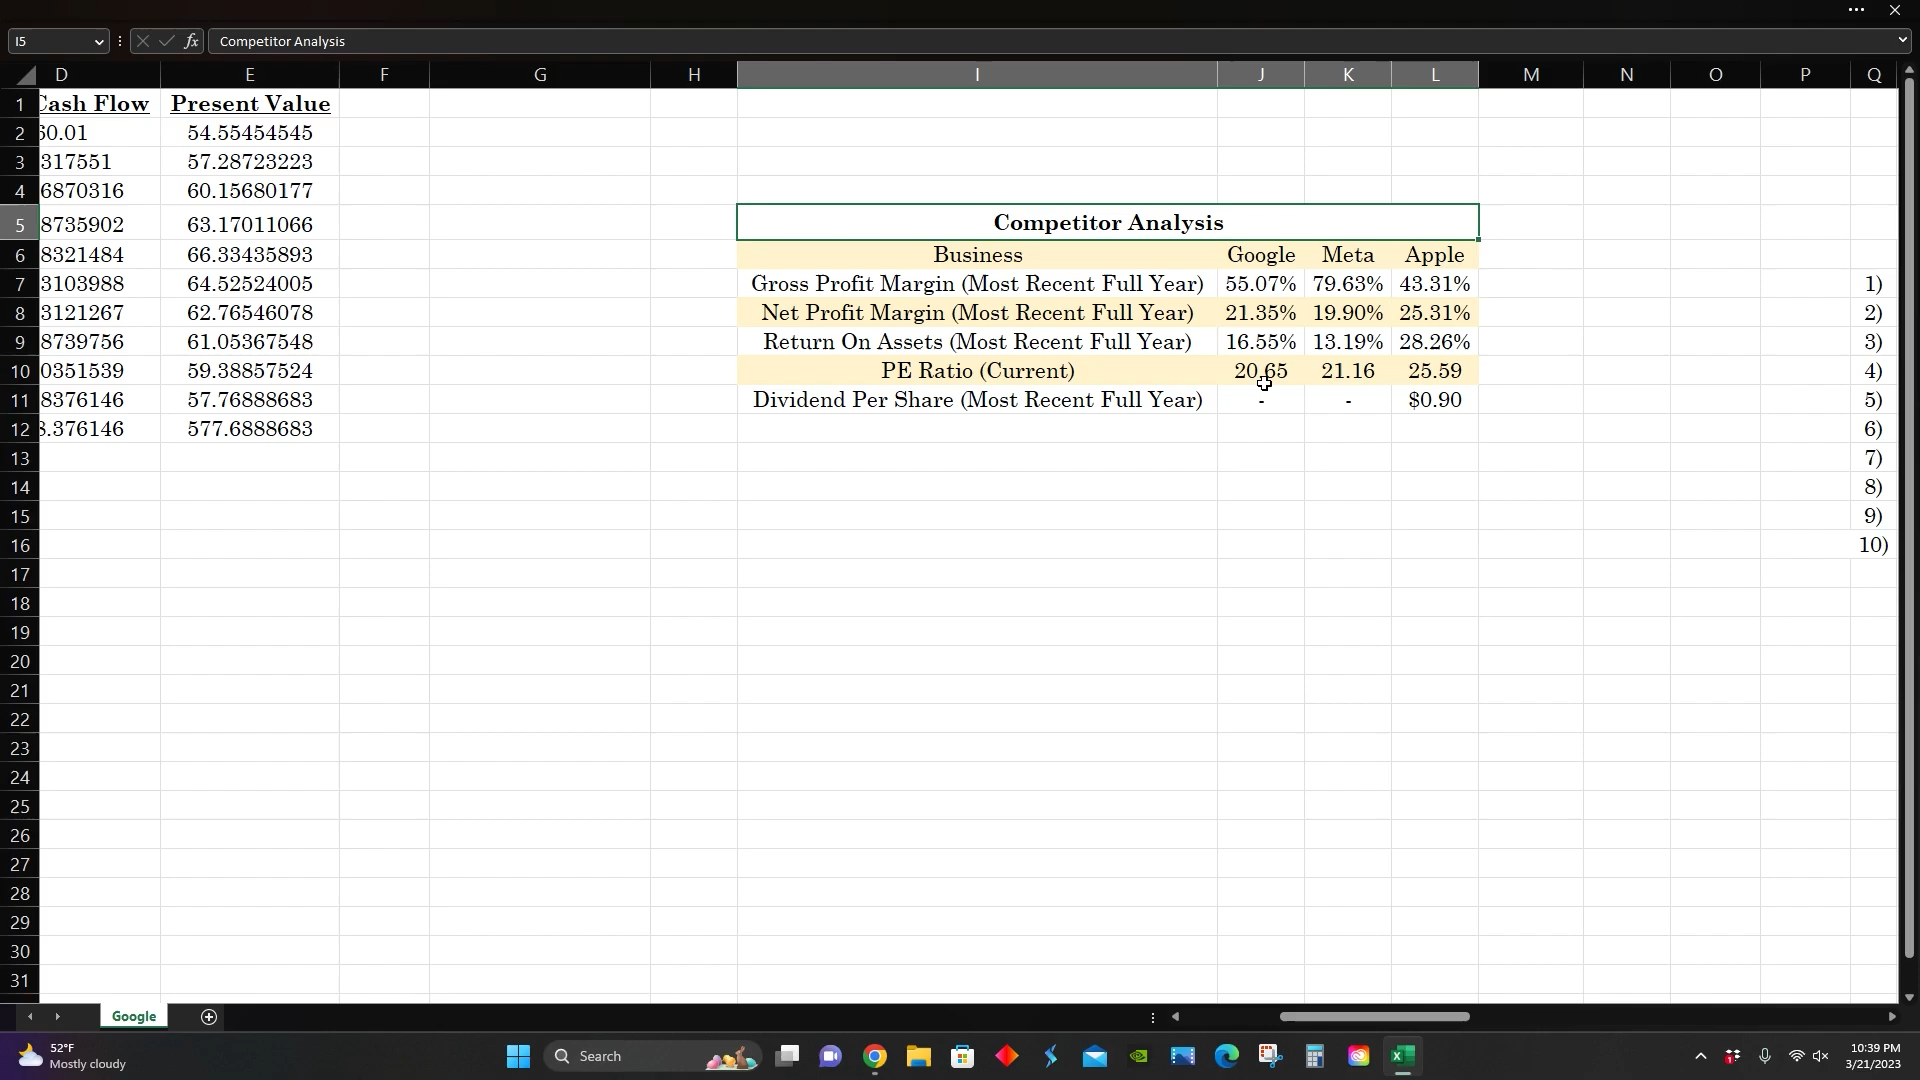 I5
fx
Competitor Analysis
D E F G H I J K L M N O P Q
1 Cash Flow Present Value
2 60.01 54.55454545
3 317551 57.28723223
4 6870316 60.15680177
5 8735902 63.17011066 Competitor Analysis
6 8321484 66.33435893 Business Google Meta Apple
7 3103988 64.52524005 Gross Profit Margin (Most Recent Full Year) 55.07% 79.63% 43.31% 1)
8 3121267 62.76546078 Net Profit Margin (Most Recent Full Year) 21.35% 19.90% 25.31% 2)
9 8739756 61.05367548 Return On Assets (Most Recent Full Year) 16.55% 13.19% 28.26% 3)
10 0351539 59.38857524 PE Ratio (Current) 20.65 21.16 25.59 4)
11 8376146 57.76888683 Dividend Per Share (Most Recent Full Year) - - $0.90 5)
12 8.376146 577.6888683 6)
13 7)
14 8)
15 9)
16 10)
17
18
19
20
21
22
23
24
25
26
27
28
29
30
31
Google
52°F
Mostly cloudy
Search
10:39 PM
3/21/2023